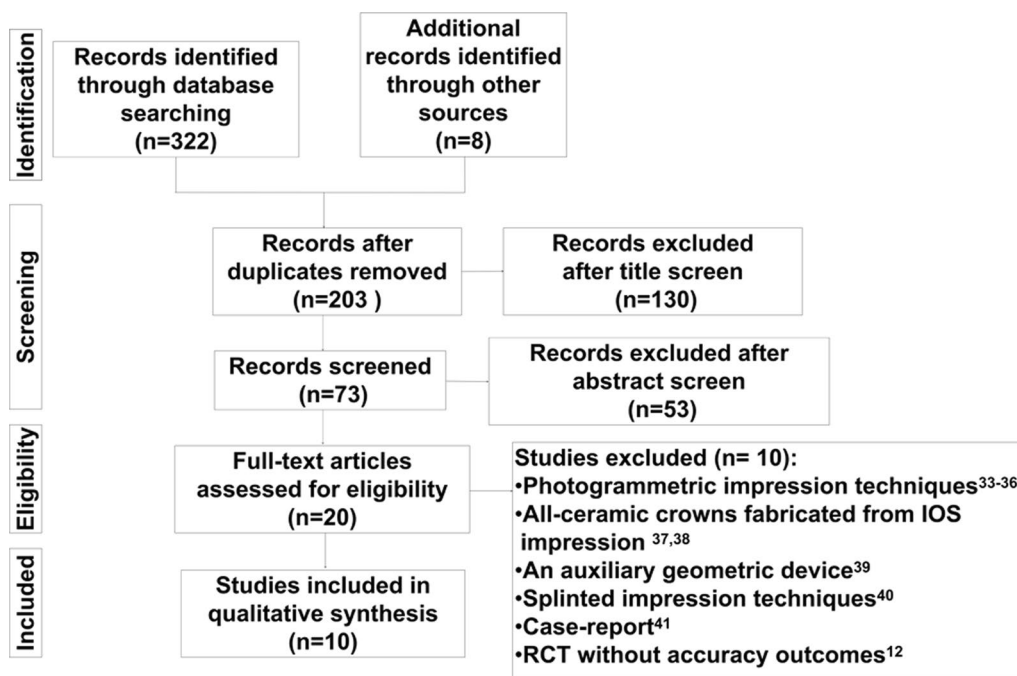 Identification
Records identified
through database
searching
(n=322)
Additional
records identified
through other
sources
(n=8)
Screening
Records after
duplicates removed
(n=203 )
Records excluded
after title screen
(n=130)
Records screened
(n=73)
Records excluded after
abstract screen
(n=53)
Eligibility
Full-text articles
assessed for eligibility
(n=20)
Studies excluded (n= 10):
•Photogrammetric impression techniques33-36
•All-ceramic crowns fabricated from IOS
impression 37,38
•An auxiliary geometric device39
•Splinted impression techniques40
•Case-report41
•RCT without accuracy outcomes12
Included
Studies included in
qualitative synthesis
(n=10)